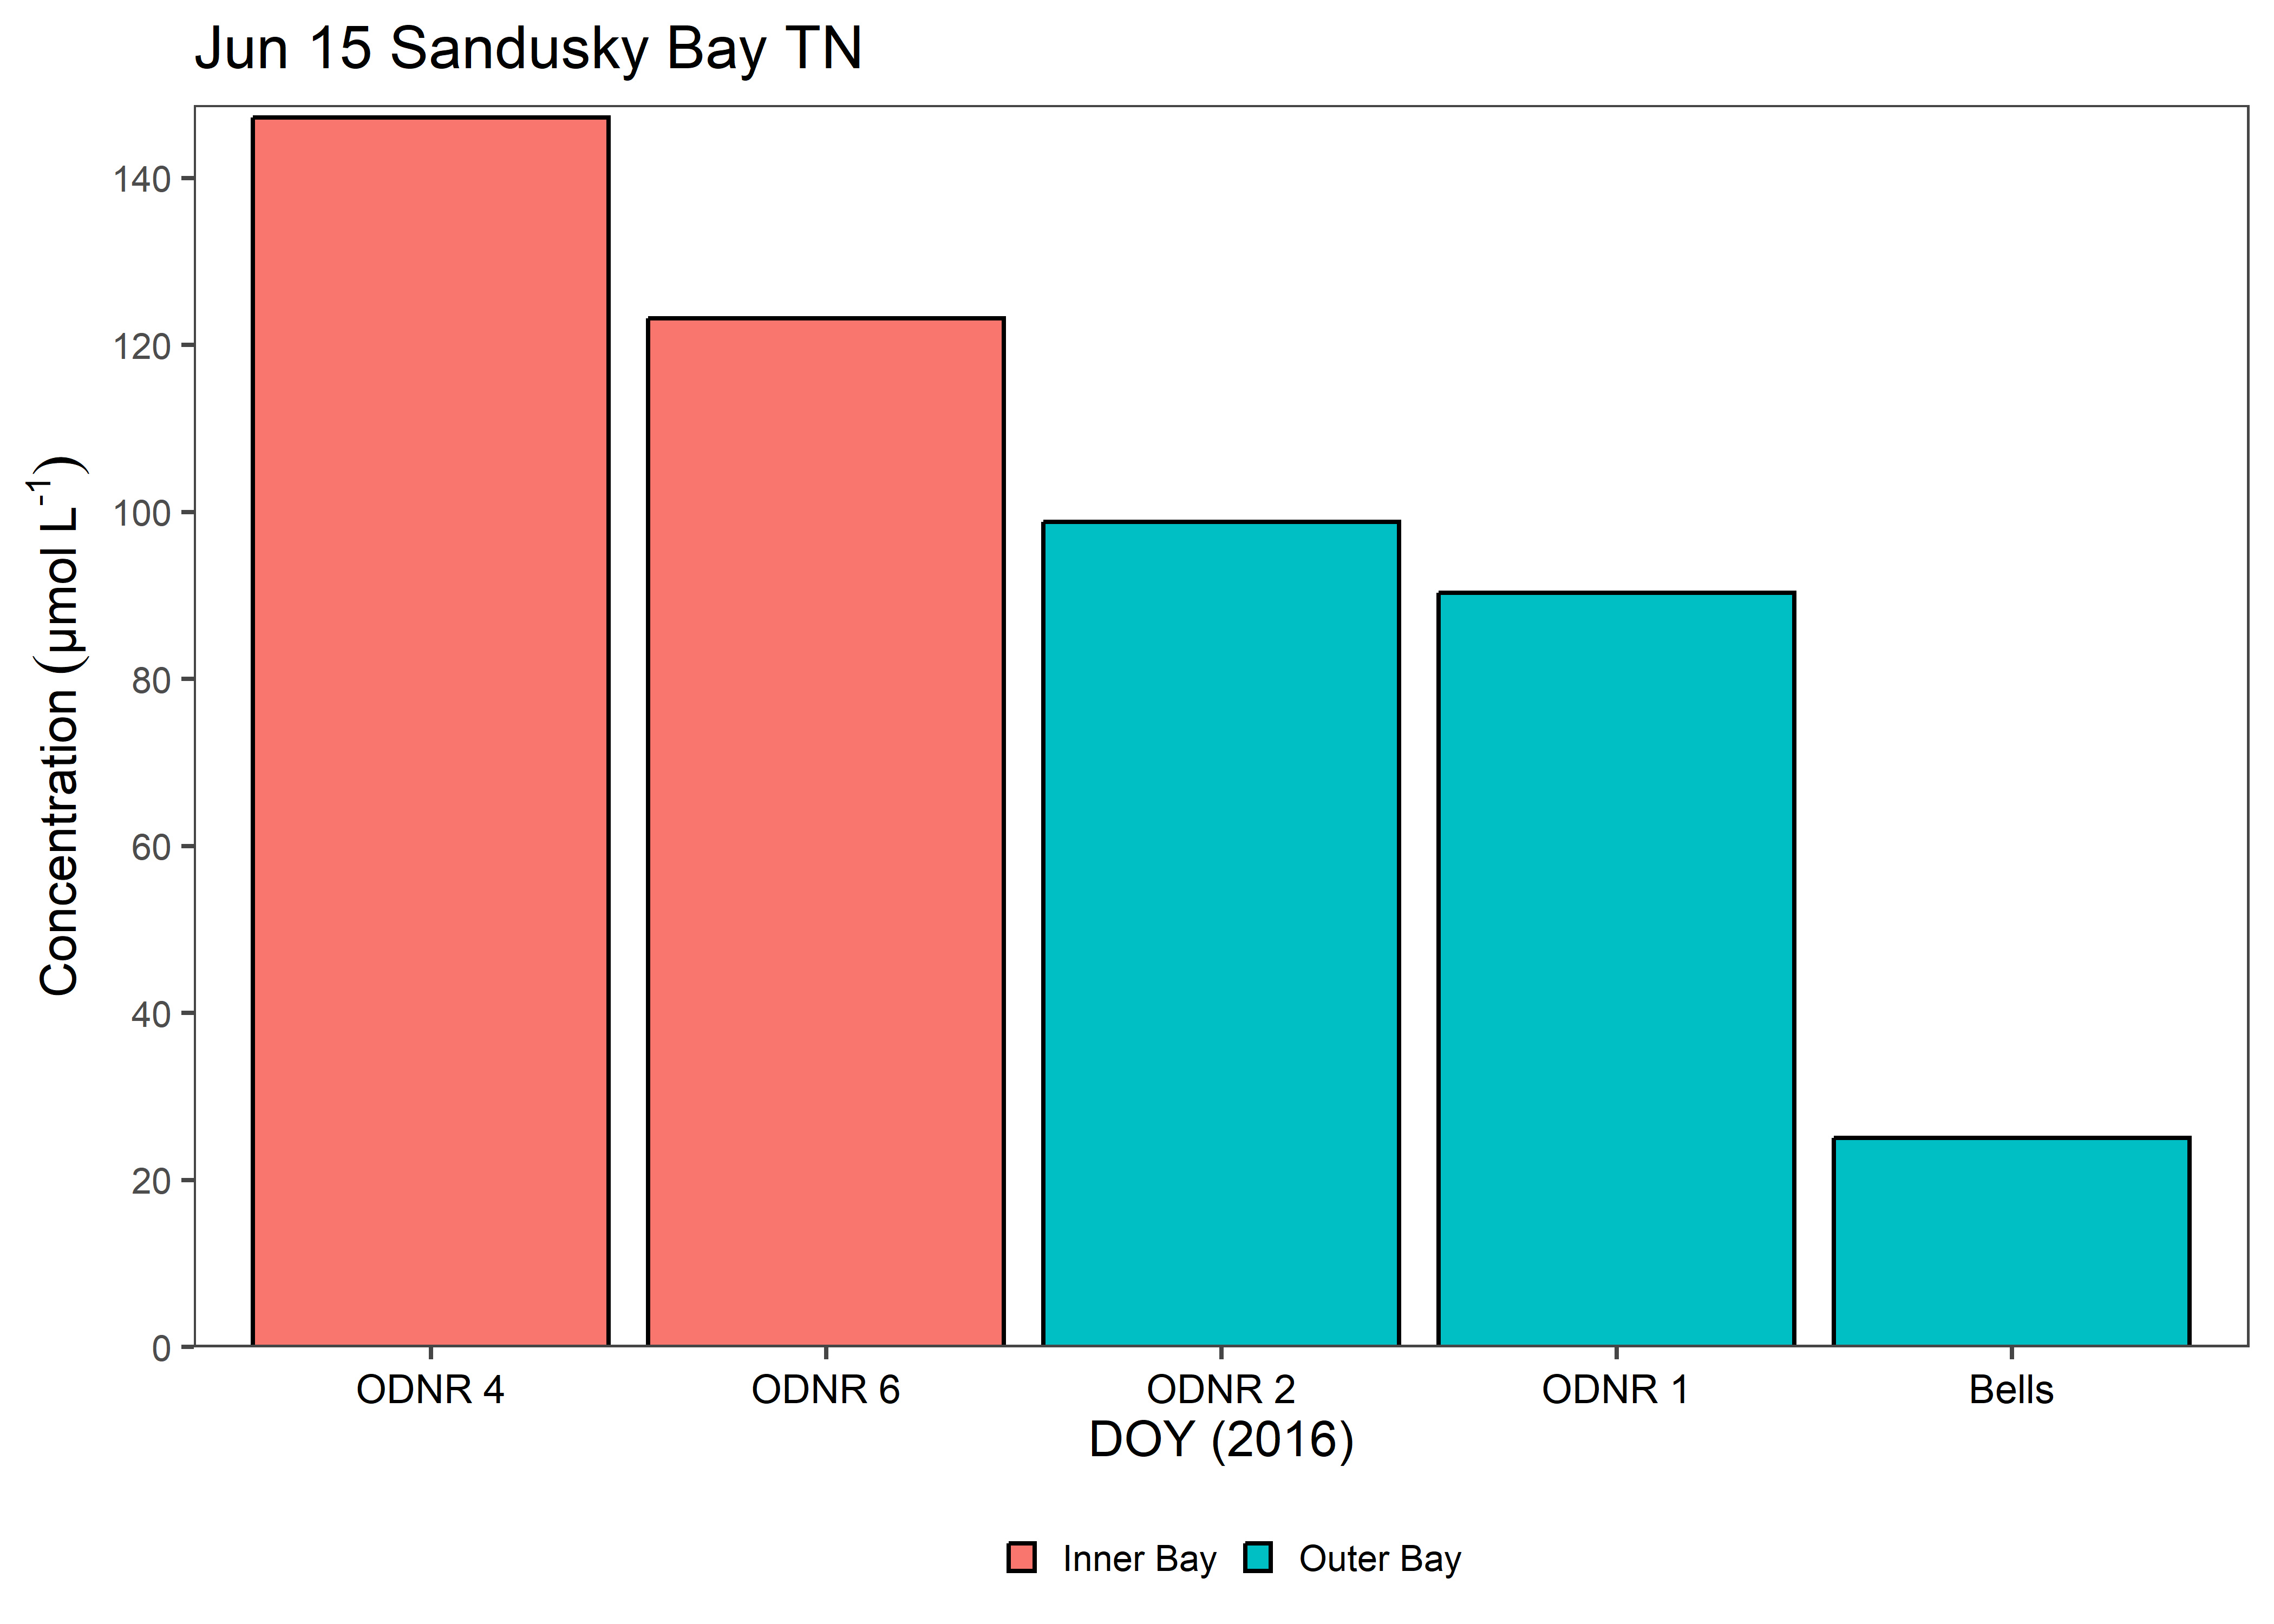 Jun 15 Sandusky Bay TN
Concentration (µmol L⁻¹)
140
120
100
80
60
40
20
0
ODNR 4 ODNR 6 ODNR 2 ODNR 1 Bells
DOY (2016)
Inner Bay Outer Bay